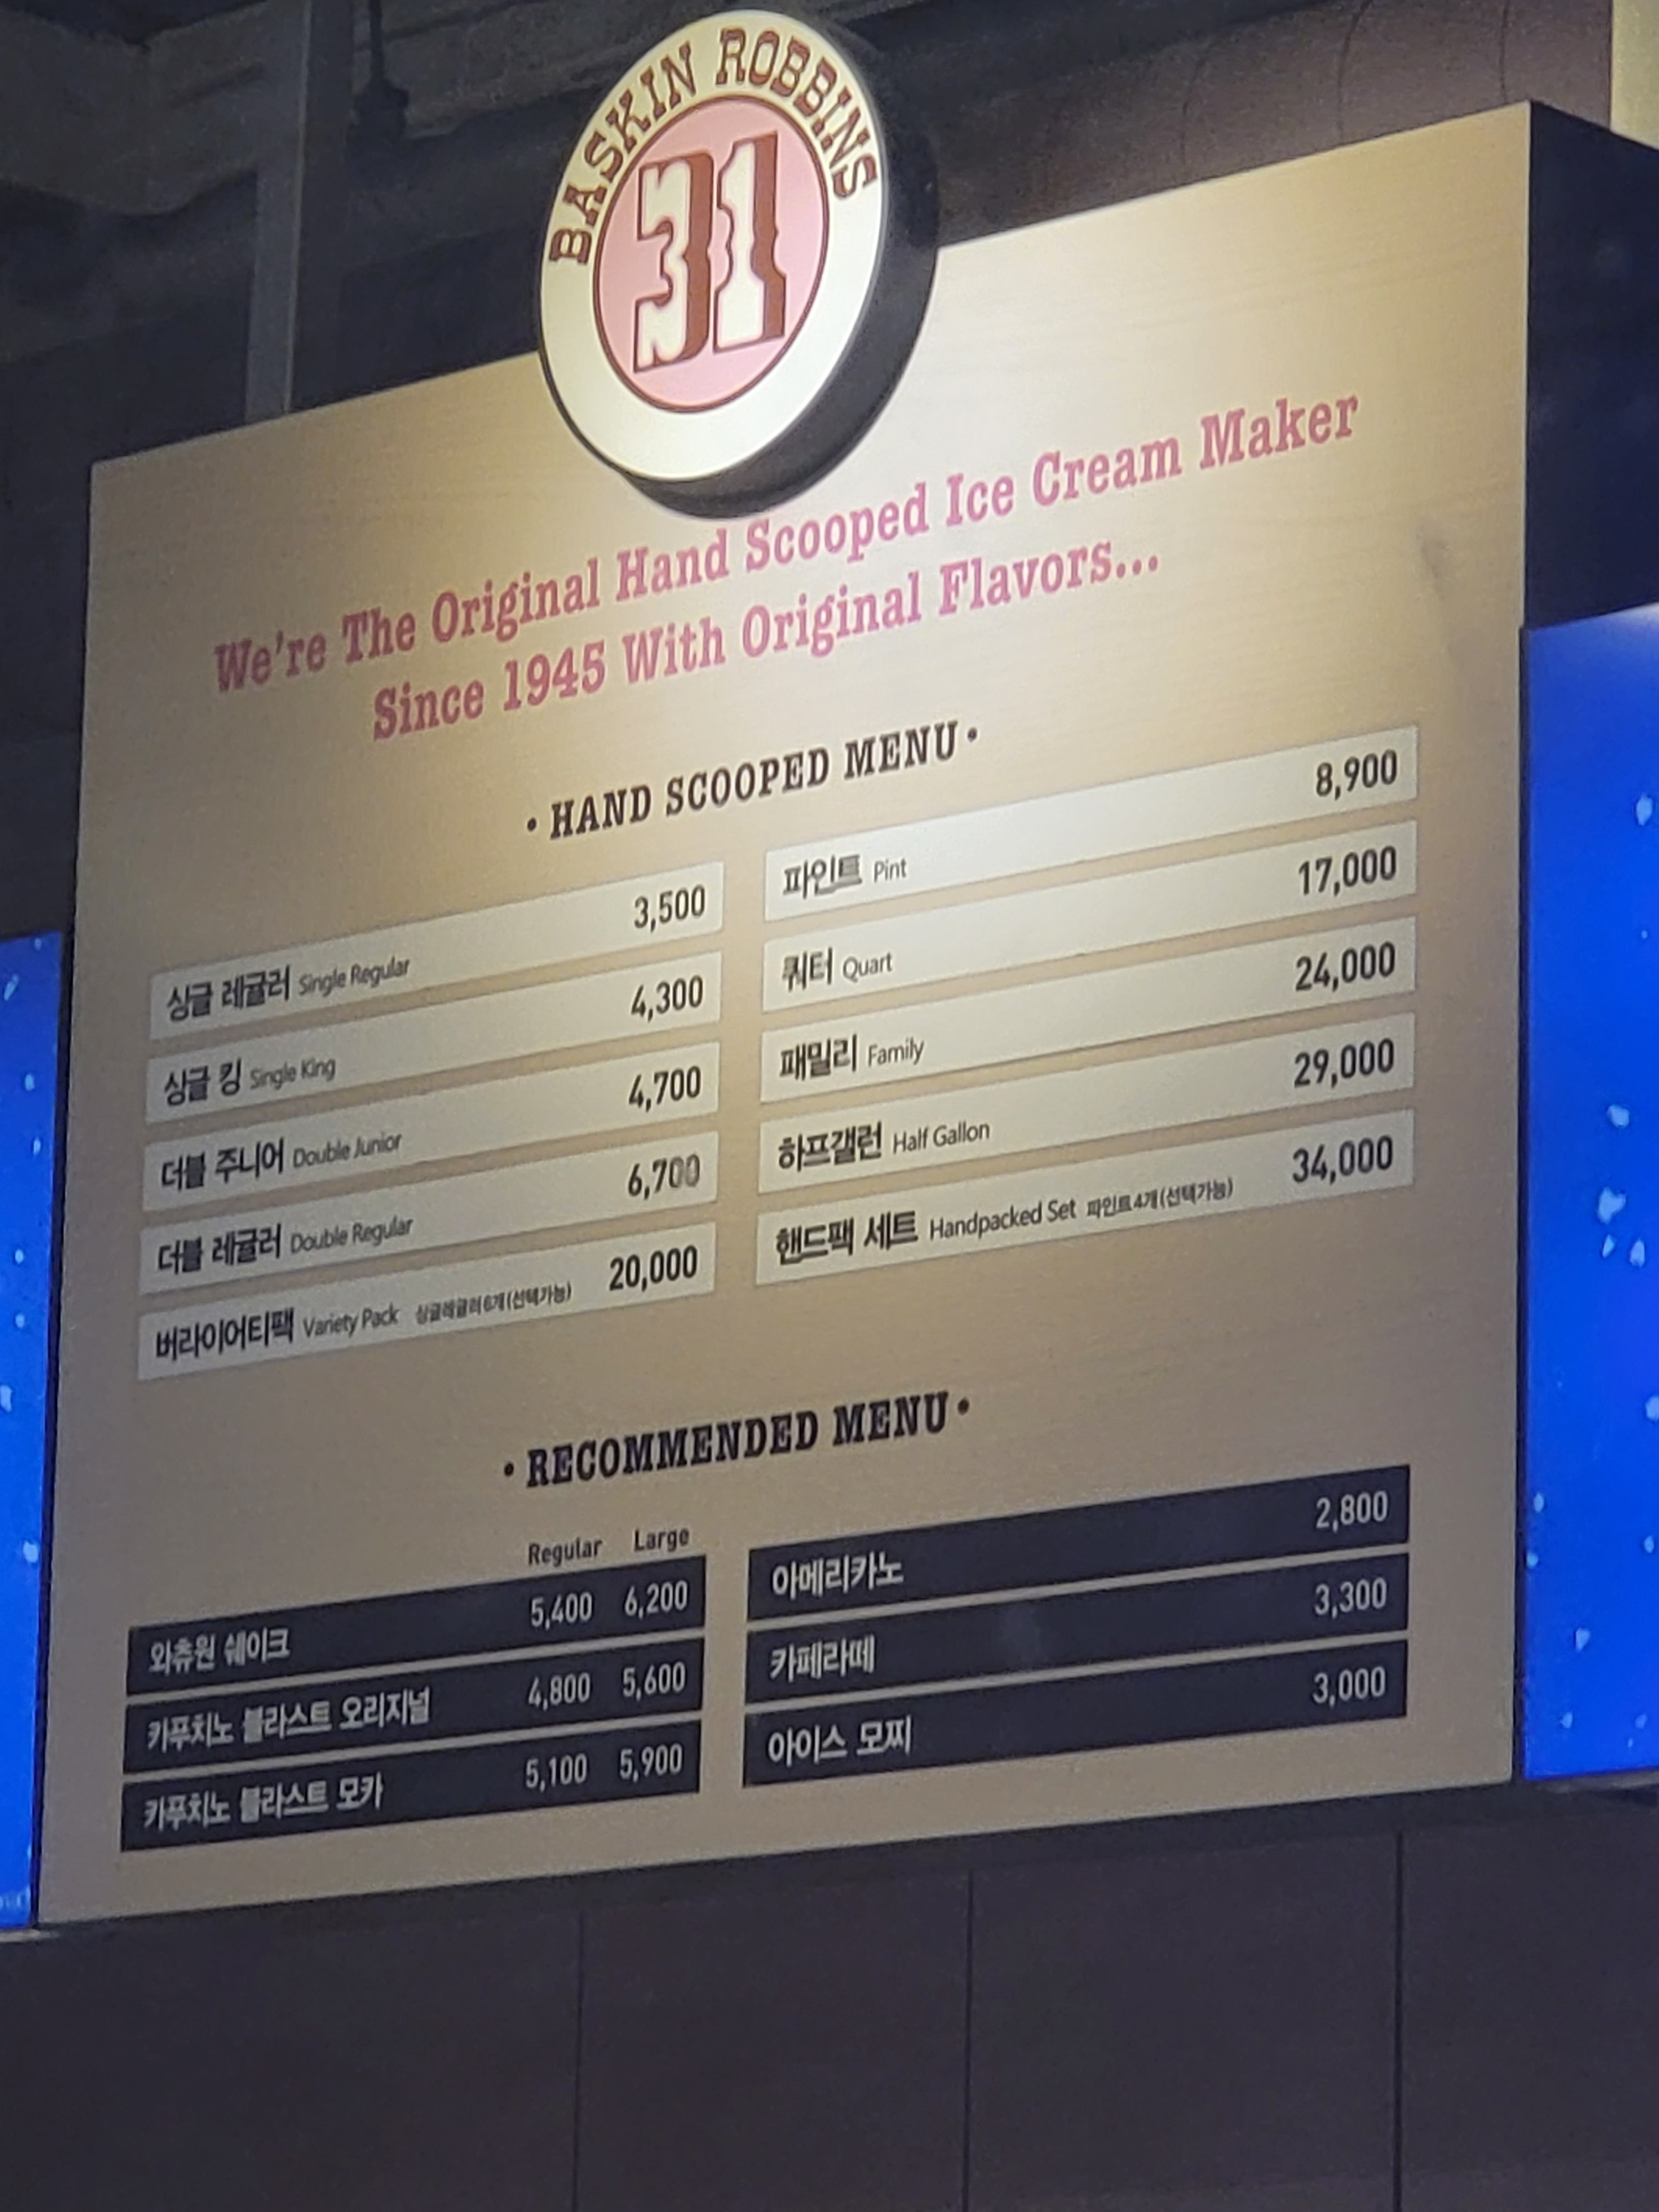 BASKIN ROBBINS
31
We're The Original Hand Scooped Ice Cream Maker
Since 1945 With Original Flavors...
• HAND SCOOPED MENU •
싱글 레귤러 Single Regular 3,500
싱글 킹 Single King 4,300
더블 주니어 Double Junior 4,700
더블 레귤러 Double Regular 6,700
버라이어티팩 Variety Pack 싱글레귤러 6개(선택가능) 20,000
파인트 Pint 8,900
쿼터 Quart 17,000
패밀리 Family 24,000
하프갤런 Half Gallon 29,000
핸드팩 세트 Handpacked Set 파인트 4개(선택가능) 34,000
• RECOMMENDED MENU •
Regular Large
와츄원 쉐이크 5,400 6,200
카푸치노 블라스트 오리지널 4,800 5,600
카푸치노 블라스트 모카 5,100 5,900
아메리카노 2,800
카페라떼 3,300
아이스 모찌 3,000